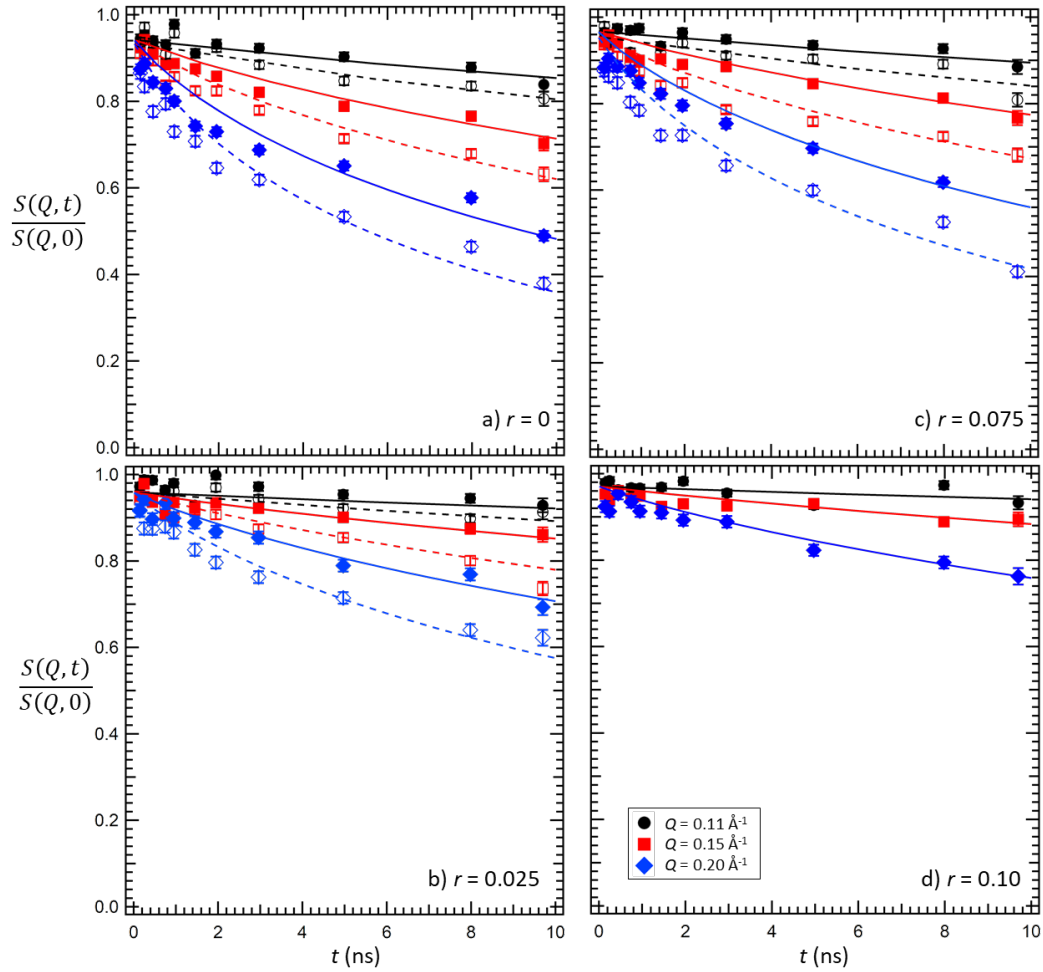 1.0
0.8
0.6
0.4
0.2
0.0
S(Q,t)
S(Q,0)
a) r = 0
c) r = 0.075
1.0
0.8
0.6
0.4
0.2
0.0
S(Q,t)
S(Q,0)
b) r = 0.025
Q = 0.11 Å-1
Q = 0.15 Å-1
Q = 0.20 Å-1
d) r = 0.10
0 2 4 6 8 10
t (ns)
0 2 4 6 8 10
t (ns)